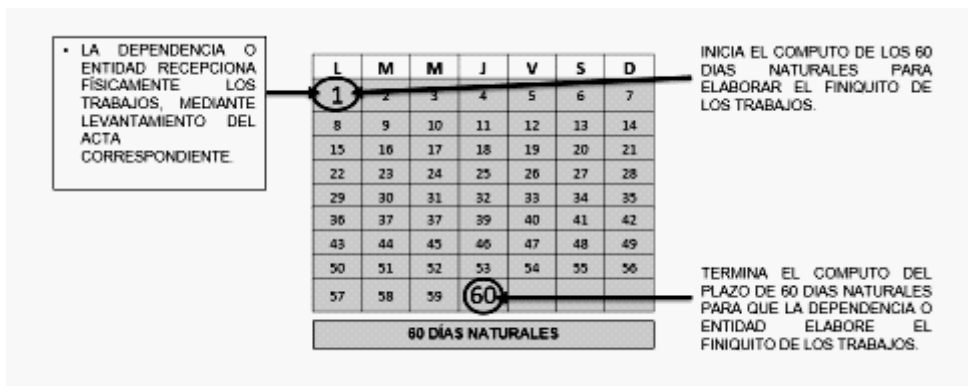 • LA DEPENDENCIA O
ENTIDAD RECEPCIONA
FÍSICAMENTE LOS
TRABAJOS, MEDIANTE
LEVANTAMIENTO DEL
ACTA
CORRESPONDIENTE.
L M M J V S D
1 2 3 4 5 6 7
8 9 10 11 12 13 14
15 16 17 18 19 20 21
22 23 24 25 26 27 28
29 30 31 32 33 34 35
36 37 37 39 40 41 42
43 44 45 46 47 48 49
50 51 52 53 54 55 56
57 58 59 60
60 DÍAS NATURALES
INICIA EL COMPUTO DE LOS 60
DIAS NATURALES PARA
ELABORAR EL FINIQUITO DE
LOS TRABAJOS.
TERMINA EL COMPUTO DEL
PLAZO DE 60 DIAS NATURALES
PARA QUE LA DEPENDENCIA O
ENTIDAD ELABORE EL
FINIQUITO DE LOS TRABAJOS.